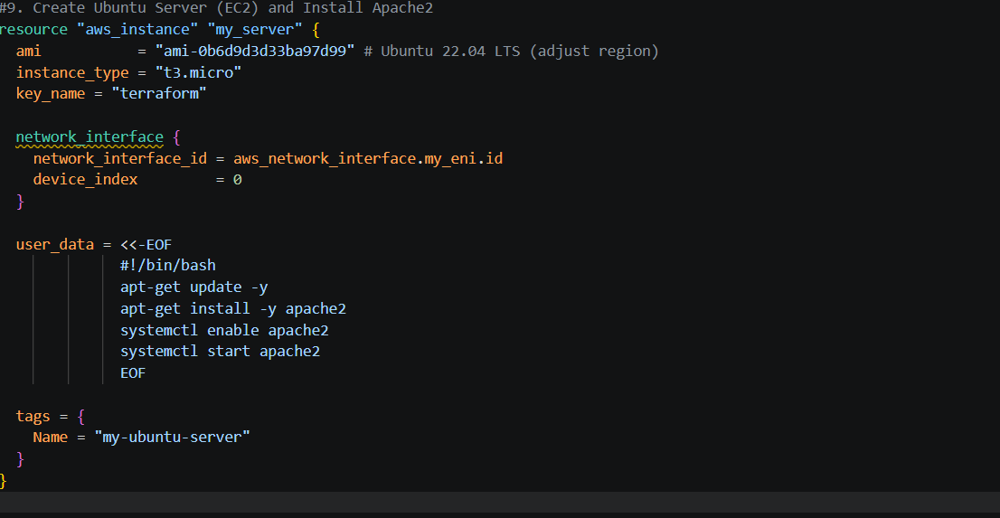 #9. Create Ubuntu Server (EC2) and Install Apache2
resource "aws_instance" "my_server" {
  ami           = "ami-0b6d9d3d33ba97d99" # Ubuntu 22.04 LTS (adjust region)
  instance_type = "t3.micro"
  key_name = "terraform"

  network_interface {
    network_interface_id = aws_network_interface.my_eni.id
    device_index         = 0
  }

  user_data = <<-EOF
              #!/bin/bash
              apt-get update -y
              apt-get install -y apache2
              systemctl enable apache2
              systemctl start apache2
              EOF

  tags = {
    Name = "my-ubuntu-server"
  }
}